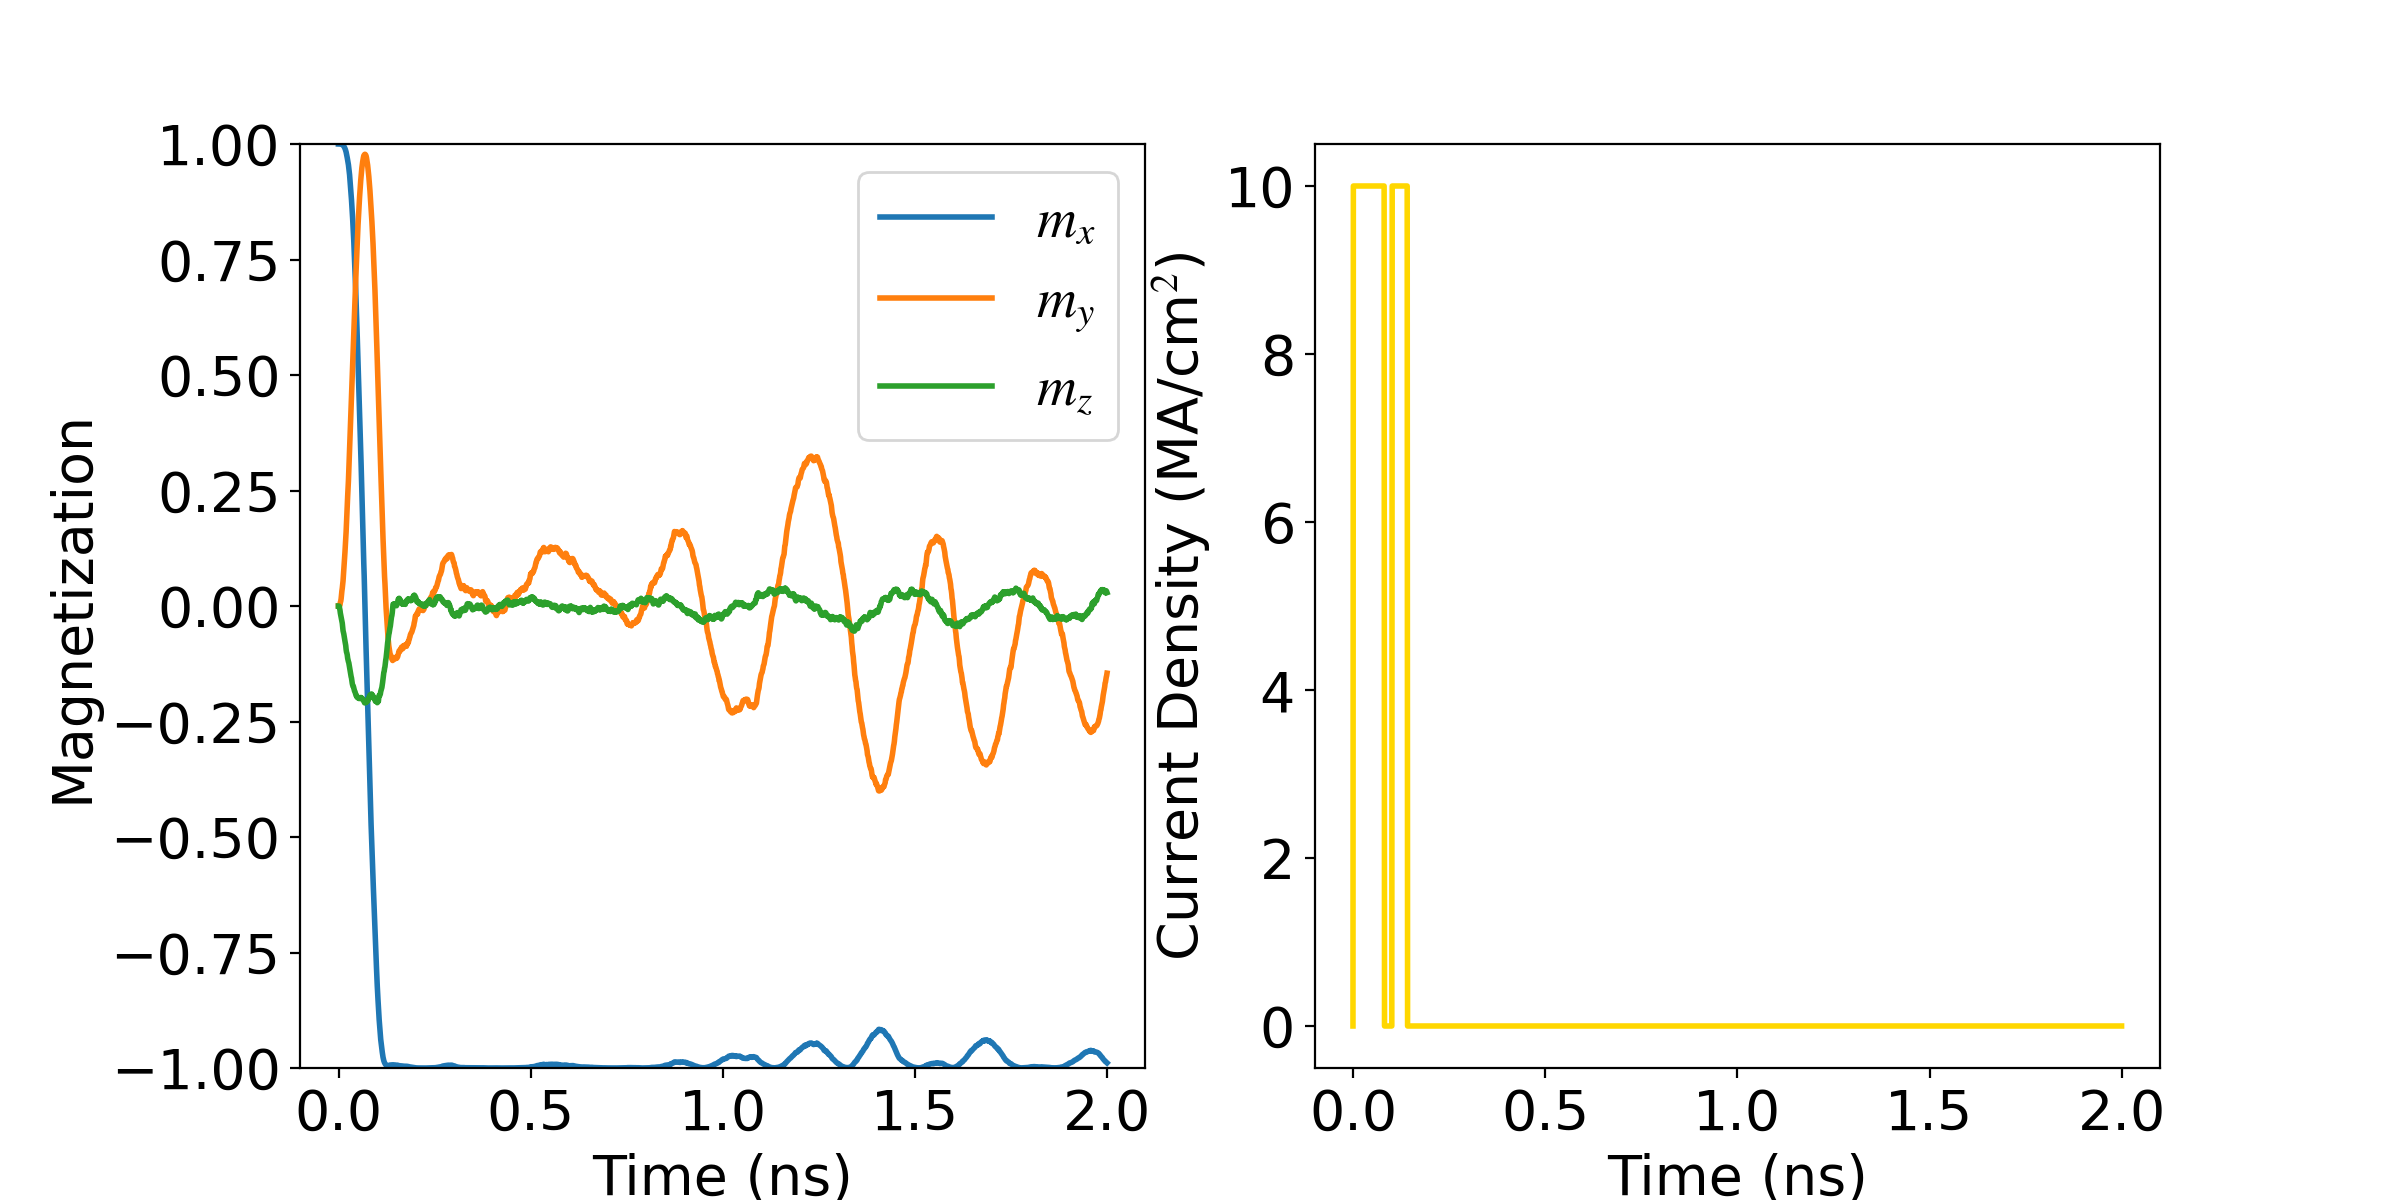 Magnetization
1.00
0.75
0.50
0.25
0.00
−0.25
−0.50
−0.75
−1.00
0.0 0.5 1.0 1.5 2.0
Time (ns)
m_x
m_y
m_z
Current Density (MA/cm²)
10
8
6
4
2
0
0.0 0.5 1.0 1.5 2.0
Time (ns)